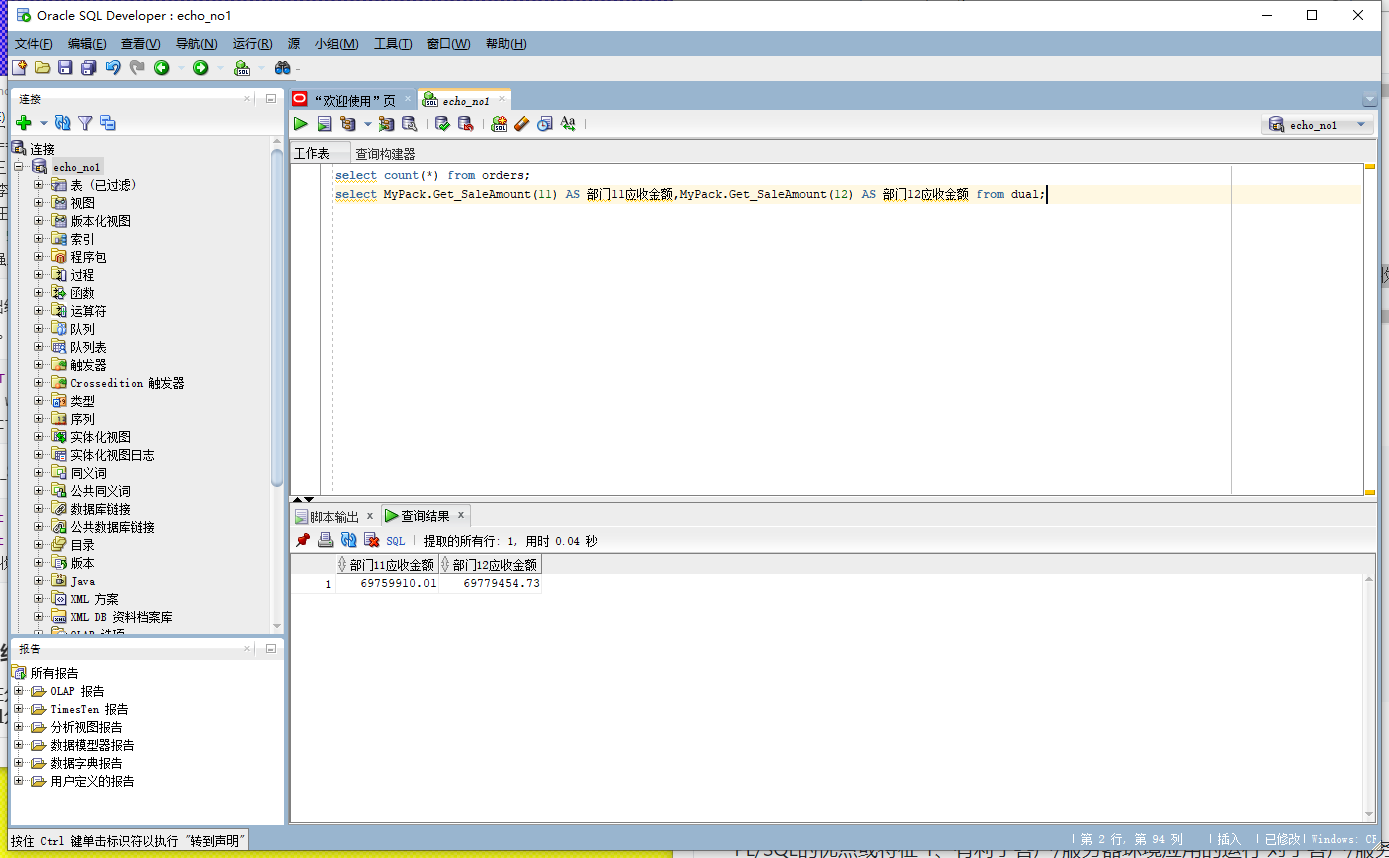 Oracle SQL Developer : echo_no1
文件(F) 编辑(E) 查看(V) 导航(N) 运行(R) 源 小组(M) 工具(T) 窗口(W) 帮助(H)
连接
连接
echo_no1
表（已过滤）
视图
版本化视图
索引
程序包
过程
函数
运算符
队列
队列表
触发器
Crossedition 触发器
类型
序列
实体化视图
实体化视图日志
同义词
公共同义词
数据库链接
公共数据库链接
目录
版本
Java
XML 方案
XML DB 资料档案库
OLAP 选项
报告
所有报告
OLAP 报告
TimesTen 报告
分析视图报告
数据模型器报告
数据字典报告
用户定义的报告
“欢迎使用”页 echo_no1
echo_no1
工作表 查询构建器
select count(*) from orders;
select MyPack.Get_SaleAmount(11) AS 部门11应收金额,MyPack.Get_SaleAmount(12) AS 部门12应收金额 from dual;
脚本输出 查询结果
SQL 提取的所有行: 1, 用时 0.04 秒
部门11应收金额 部门12应收金额
1 69759910.01 69779454.73
按住 Ctrl 键单击标识符以执行 "转到声明"
第 2 行, 第 94 列 插入 已修改 Windows: CF
PL/SQL的优点或特征